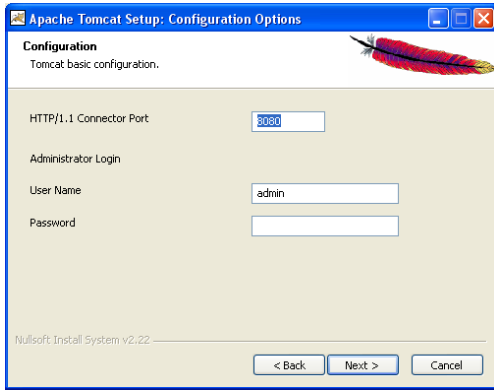 Apache Tomcat Setup: Configuration Options
Configuration
Tomcat basic configuration.
HTTP/1.1 Connector Port
8080
Administrator Login
User Name
admin
Password
Nullsoft Install System v2.22
< Back
Next >
Cancel